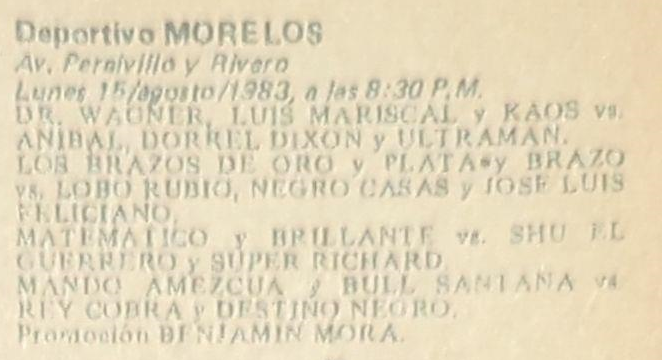 Deportivo MORELOS
Av. Peralvillo y Rivero
Lunes 15/agosto/1983, a las 8:30 P.M.
DR. WAGNER, LUIS MARISCAL y KAOS vs.
ANIBAL, DORREL DIXON y ULTRAMAN.
LOS BRAZOS DE ORO y PLATA y BRAZO
vs. LOBO RUBIO, NEGRO CASAS y JOSE LUIS
FELICIANO.
MATEMATICO y BRILLANTE vs. SHU EL
GUERRERO y SUPER RICHARD
MANDO AMEZCUA y BULL SANTANA vs
REY COBRA y DESTINO NEGRO.
Promoción BENJAMIN MORA.